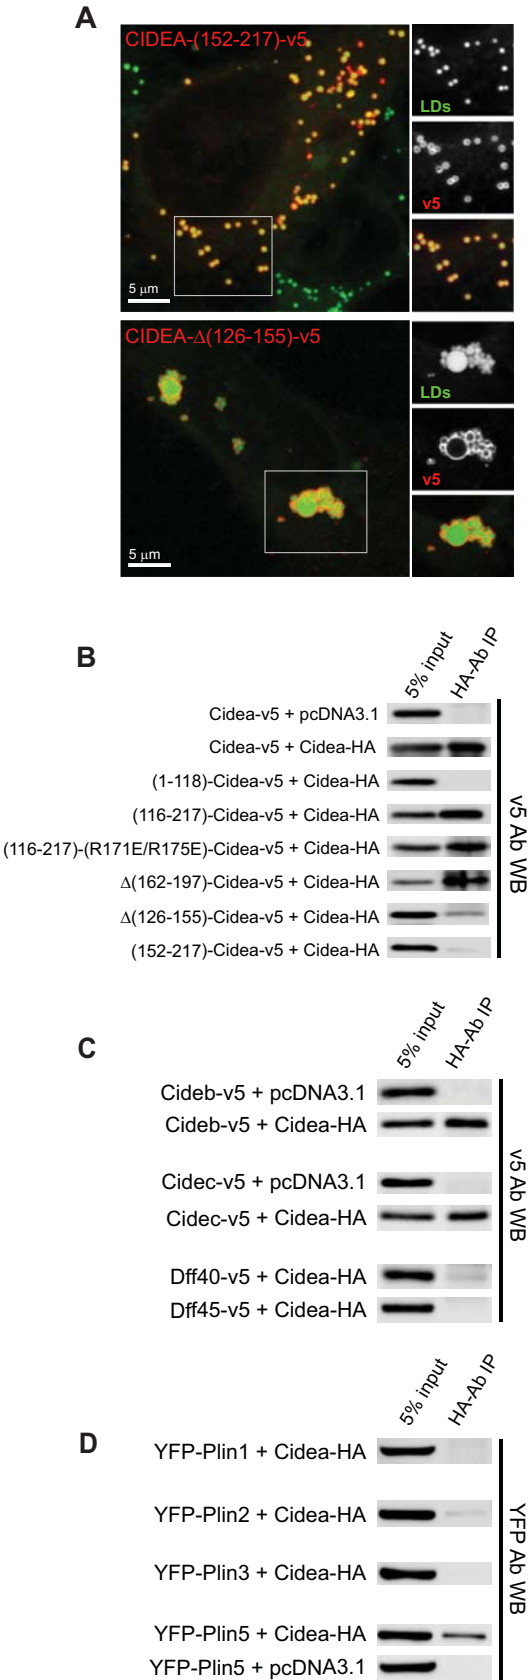 A
CIDEA-(152-217)-v5
LDs
v5
5 µm
CIDEA-Δ(126-155)-v5
LDs
v5
5 µm
B
5% input
HA-Ab IP
Cidea-v5 + pcDNA3.1
Cidea-v5 + Cidea-HA
(1-118)-Cidea-v5 + Cidea-HA
(116-217)-Cidea-v5 + Cidea-HA
(116-217)-(R171E/R175E)-Cidea-v5 + Cidea-HA
Δ(162-197)-Cidea-v5 + Cidea-HA
Δ(126-155)-Cidea-v5 + Cidea-HA
(152-217)-Cidea-v5 + Cidea-HA
v5 Ab WB
C
5% input
HA-Ab IP
Cideb-v5 + pcDNA3.1
Cideb-v5 + Cidea-HA
Cidec-v5 + pcDNA3.1
Cidec-v5 + Cidea-HA
Dff40-v5 + Cidea-HA
Dff45-v5 + Cidea-HA
v5 Ab WB
D
5% input
HA-Ab IP
YFP-Plin1 + Cidea-HA
YFP-Plin2 + Cidea-HA
YFP-Plin3 + Cidea-HA
YFP-Plin5 + Cidea-HA
YFP-Plin5 + pcDNA3.1
YFP Ab WB